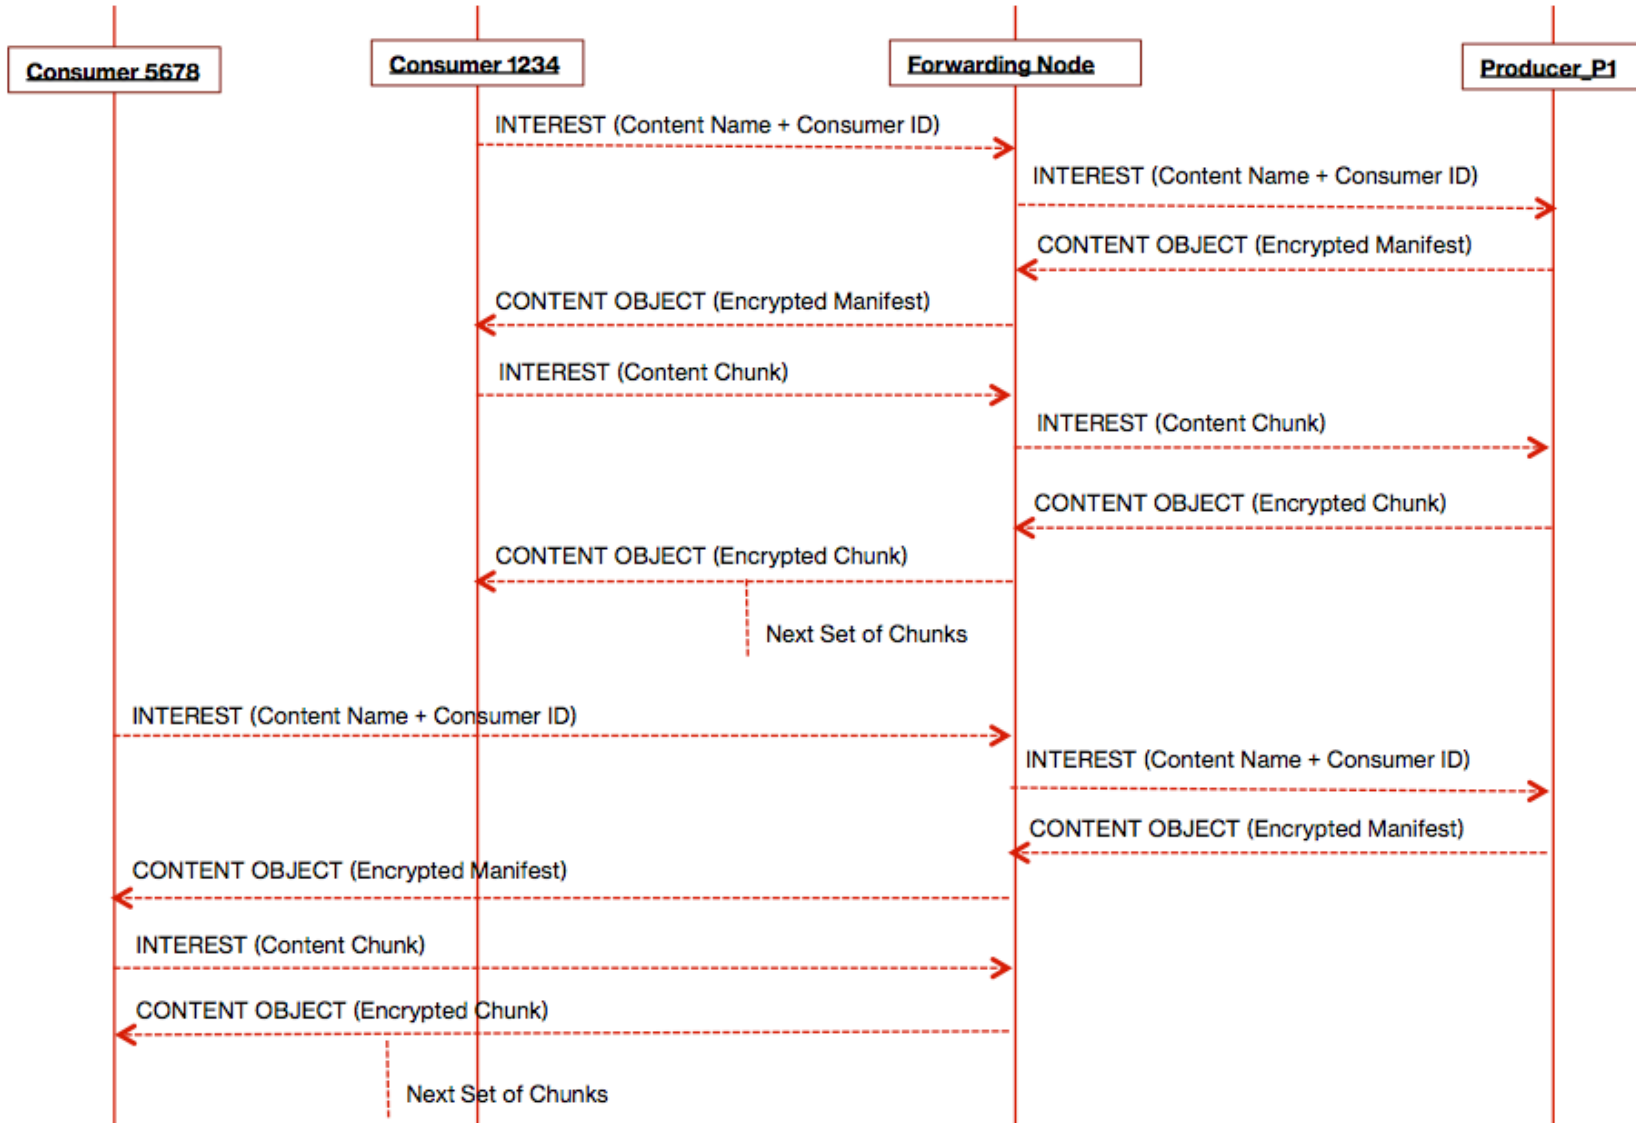 Consumer 5678
Consumer 1234
Forwarding Node
Producer_P1
INTEREST (Content Name + Consumer ID)
INTEREST (Content Name + Consumer ID)
CONTENT OBJECT (Encrypted Manifest)
CONTENT OBJECT (Encrypted Manifest)
INTEREST (Content Chunk)
INTEREST (Content Chunk)
CONTENT OBJECT (Encrypted Chunk)
CONTENT OBJECT (Encrypted Chunk)
Next Set of Chunks
INTEREST (Content Name + Consumer ID)
INTEREST (Content Name + Consumer ID)
CONTENT OBJECT (Encrypted Manifest)
CONTENT OBJECT (Encrypted Manifest)
INTEREST (Content Chunk)
CONTENT OBJECT (Encrypted Chunk)
Next Set of Chunks